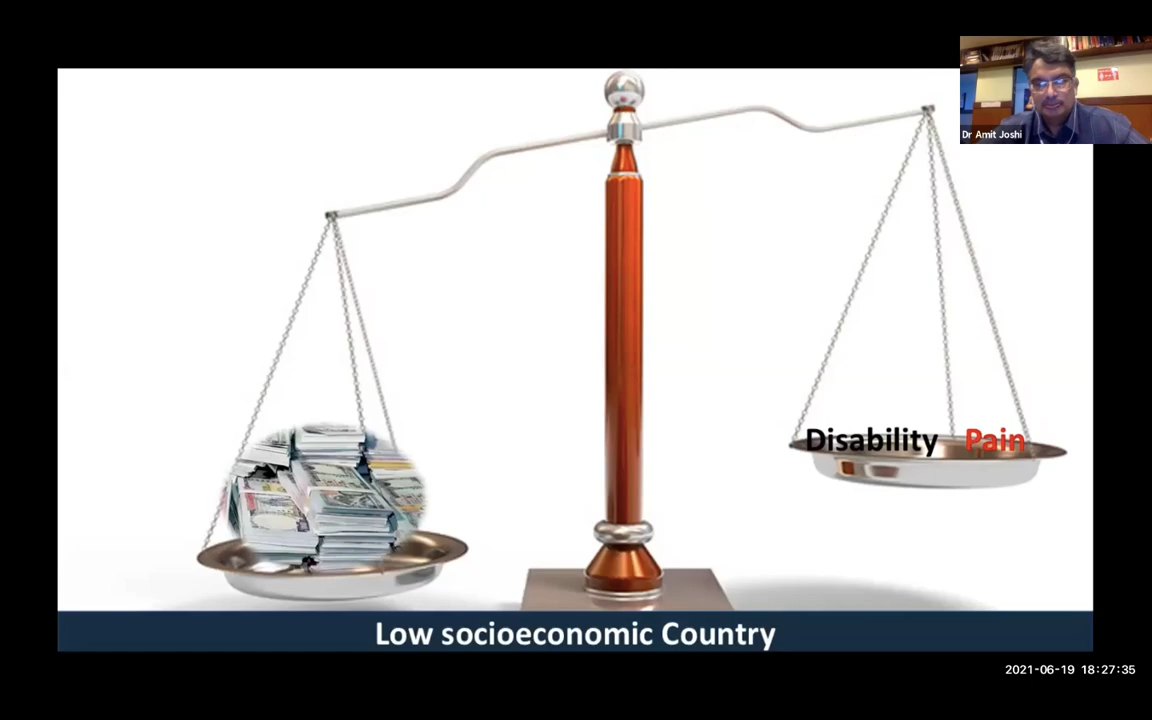 Dr Amit Joshi
Disability Pain
Low socioeconomic Country
2021-06-19 18:27:35